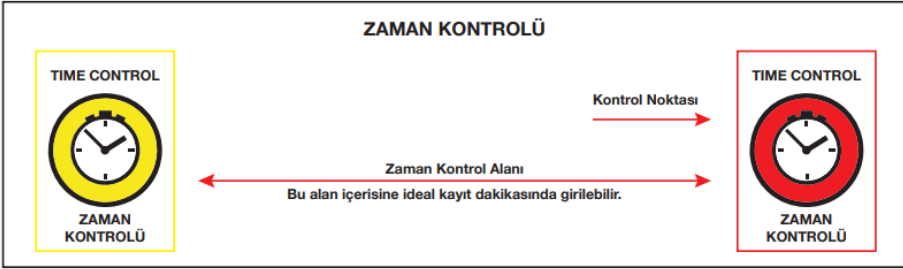 ZAMAN KONTROLÜ
TIME CONTROL
ZAMAN
KONTROLÜ
Kontrol Noktası
Zaman Kontrol Alanı
Bu alan içerisine ideal kayıt dakikasında girilebilir.
TIME CONTROL
ZAMAN
KONTROLÜ